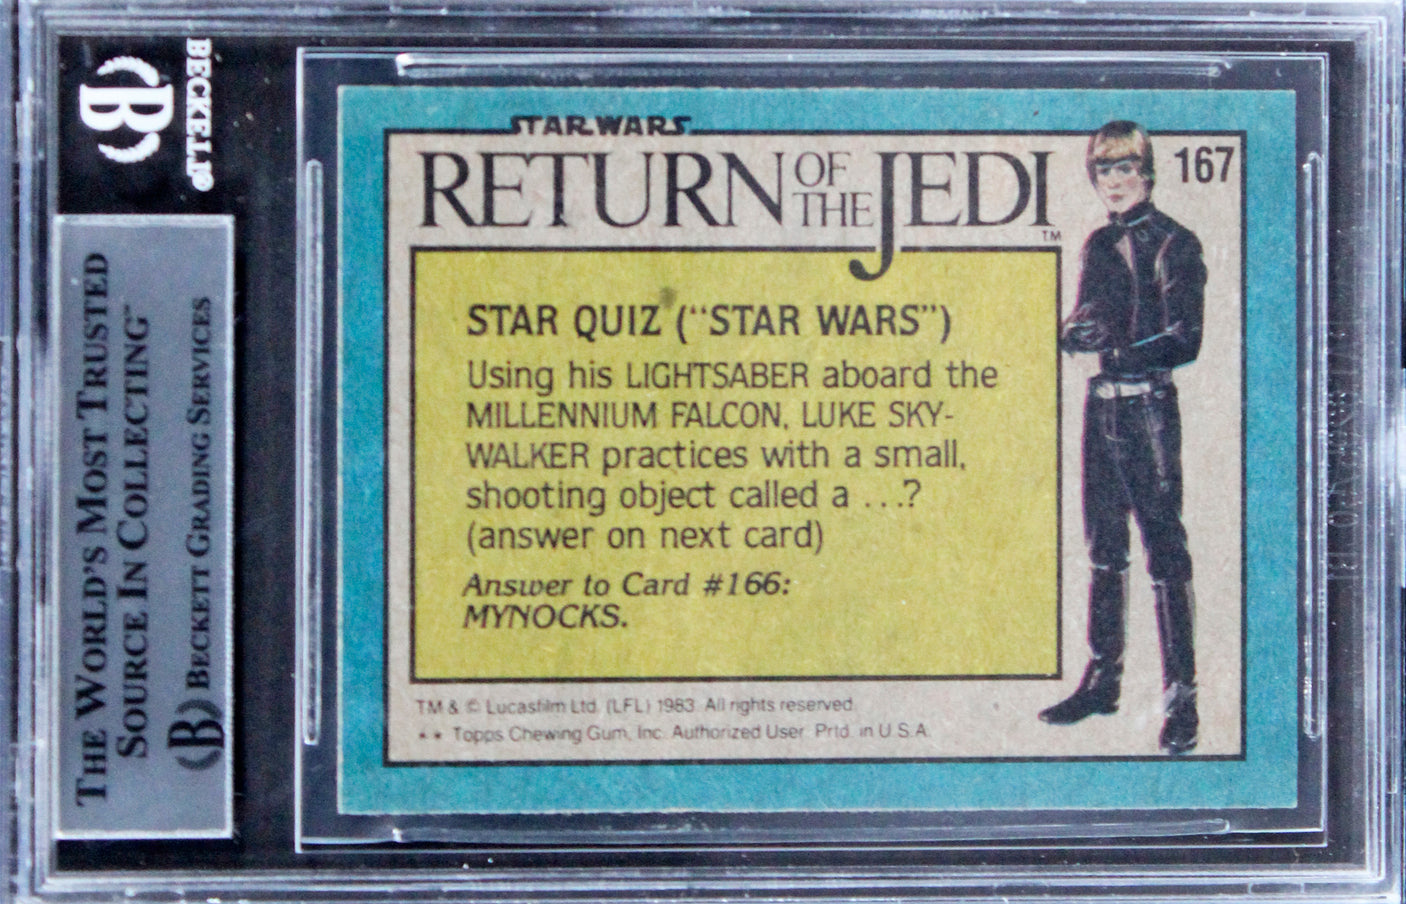 BECKETT®
B
THE WORLD'S MOST TRUSTED
SOURCE IN COLLECTING™
B BECKETT GRADING SERVICES
STAR WARS
RETURN OF THE JEDI
TM
167
STAR QUIZ (“STAR WARS”)
Using his LIGHTSABER aboard the
MILLENNIUM FALCON, LUKE SKY-
WALKER practices with a small,
shooting object called a ...?
(answer on next card)
Answer to Card #166:
MYNOCKS.
TM & © Lucasfilm Ltd. (LFL) 1983. All rights reserved.
** Topps Chewing Gum, Inc. Authorized User. Prtd. in U.S.A.